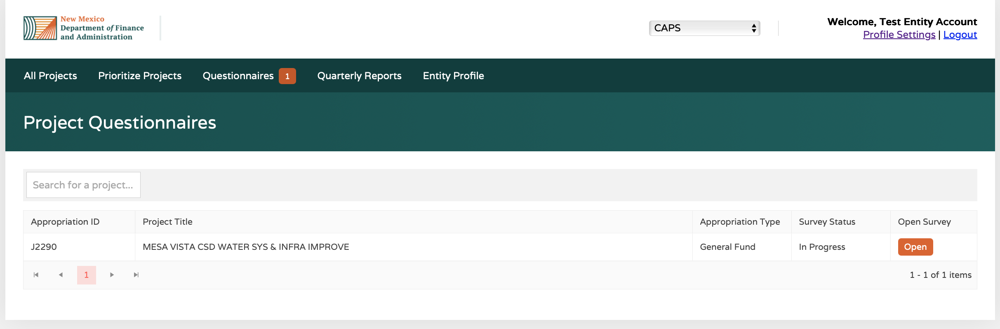 New Mexico
Department of Finance
and Administration
CAPS
Welcome, Test Entity Account
Profile Settings | Logout
All Projects Prioritize Projects Questionnaires 1 Quarterly Reports Entity Profile
Project Questionnaires
Search for a project...
Appropriation ID Project Title Appropriation Type Survey Status Open Survey
J2290 MESA VISTA CSD WATER SYS & INFRA IMPROVE General Fund In Progress Open
1 1 - 1 of 1 items